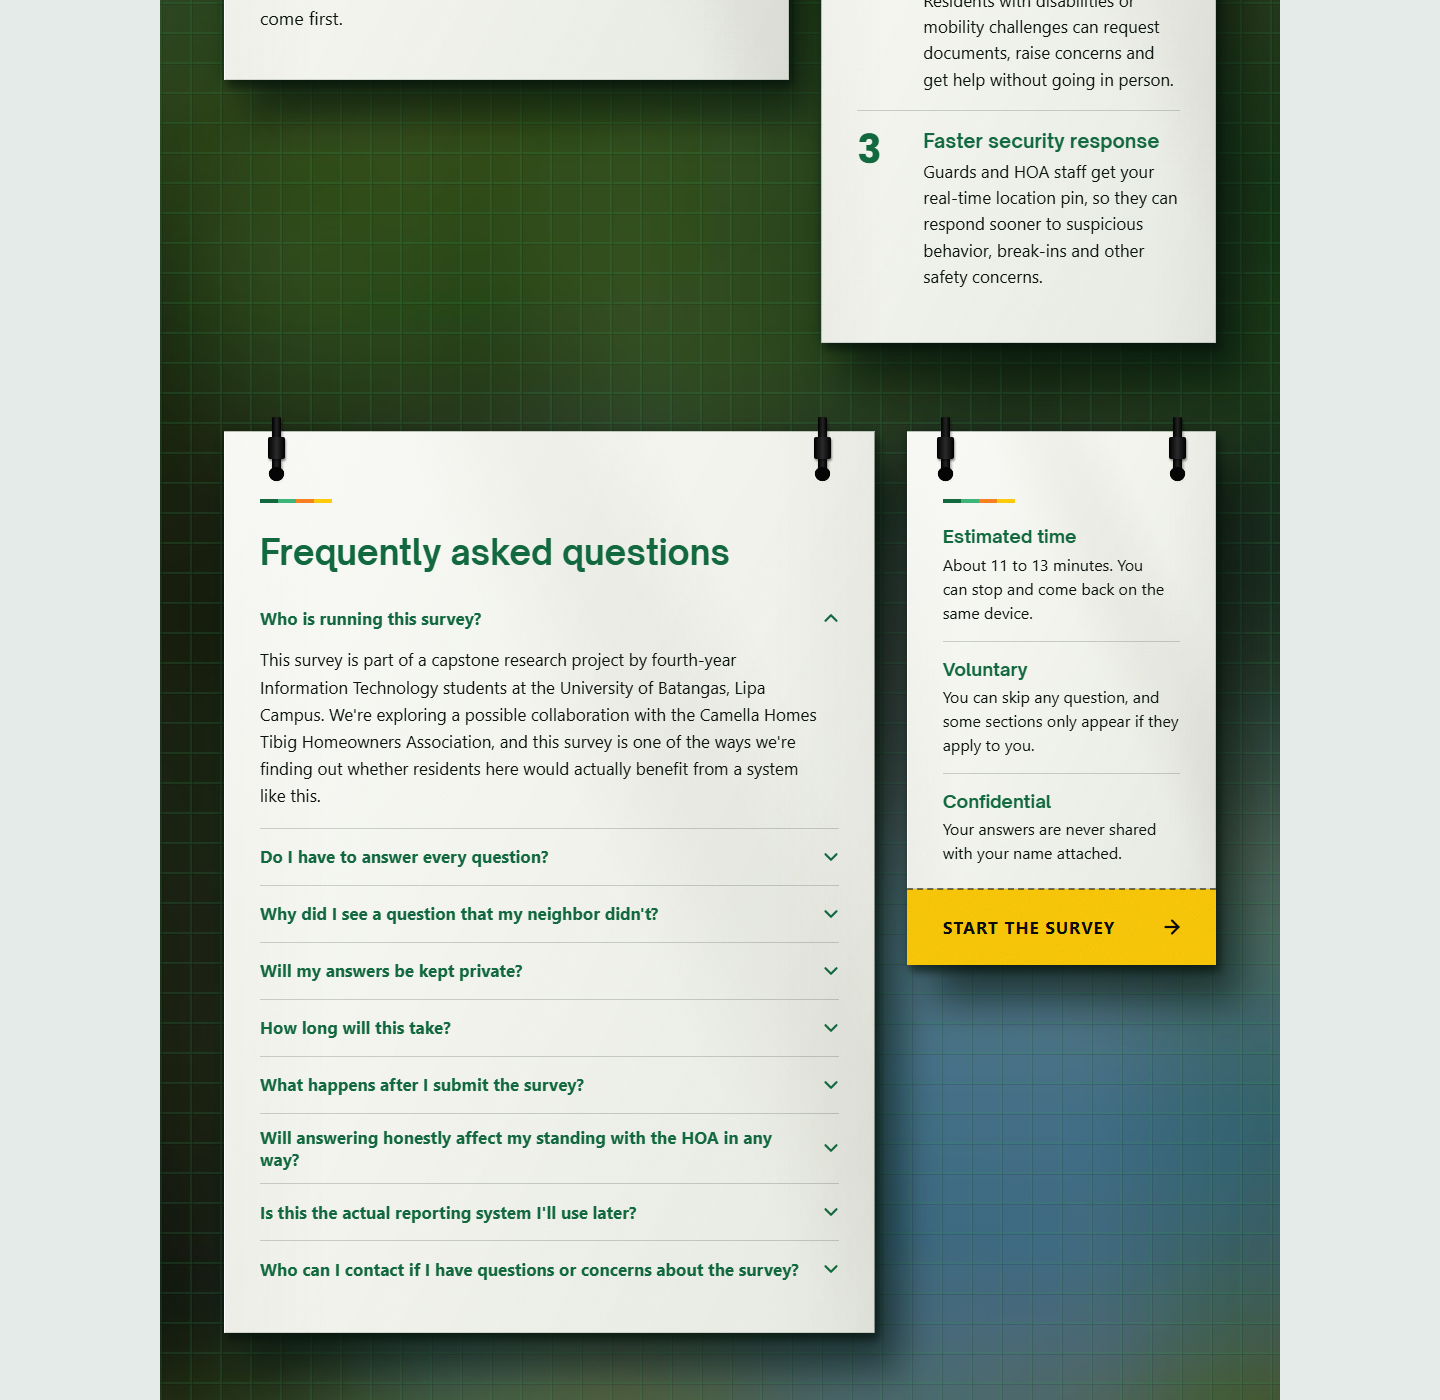 come first.
Residents with disabilities or
mobility challenges can request
documents, raise concerns and
get help without going in person.
3
Faster security response
Guards and HOA staff get your
real-time location pin, so they can
respond sooner to suspicious
behavior, break-ins and other
safety concerns.
Frequently asked questions
Who is running this survey?
This survey is part of a capstone research project by fourth-year
Information Technology students at the University of Batangas, Lipa
Campus. We're exploring a possible collaboration with the Camella Homes
Tibig Homeowners Association, and this survey is one of the ways we're
finding out whether residents here would actually benefit from a system
like this.
Do I have to answer every question?
Why did I see a question that my neighbor didn't?
Will my answers be kept private?
How long will this take?
What happens after I submit the survey?
Will answering honestly affect my standing with the HOA in any
way?
Is this the actual reporting system I'll use later?
Who can I contact if I have questions or concerns about the survey?
Estimated time
About 11 to 13 minutes. You
can stop and come back on the
same device.
Voluntary
You can skip any question, and
some sections only appear if they
apply to you.
Confidential
Your answers are never shared
with your name attached.
START THE SURVEY